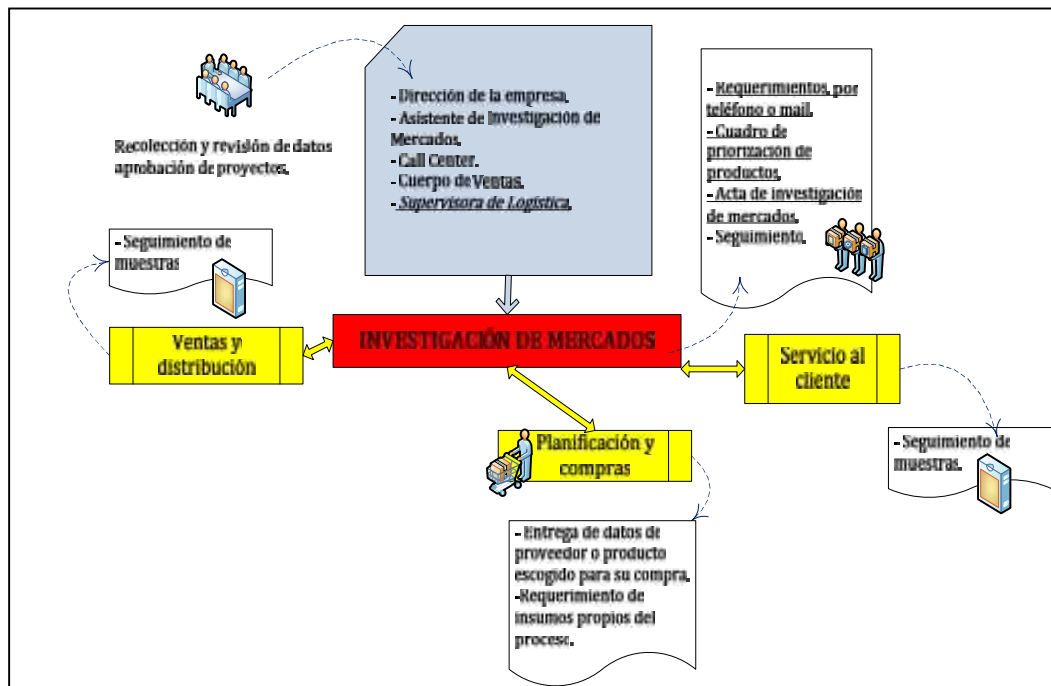 Recolección y revisión de datos
aprobación de proyectos.
- Dirección de la empresa.
- Asistente de Investigación de
Mercados.
- Call Center.
- Cuerpo de Ventas.
- Supervisora de Logística.
- Requerimientos por
teléfono o mail.
- Cuadro de
priorización de
productos.
- Acta de investigación
de mercados.
- Seguimiento.
- Seguimiento de
muestras
Ventas y
distribución
INVESTIGACIÓN DE MERCADOS
Servicio al
cliente
Planificación y
compras
- Seguimiento de
muestras.
- Entrega de datos de
proveedor o producto
escogido para su compra.
-Requerimiento de
insumos propios del
proceso.